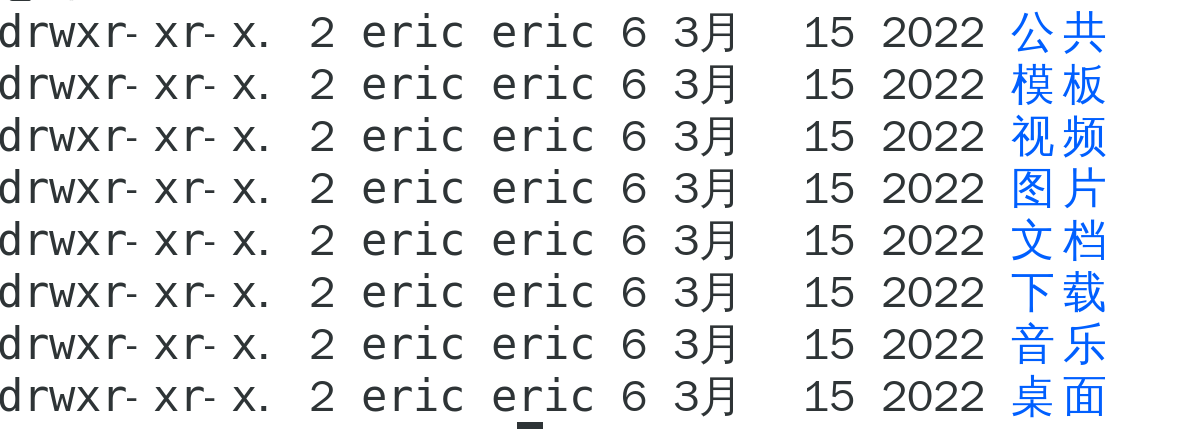 drwxr-xr-x. 2 eric eric 6 3月 15 2022 公共
drwxr-xr-x. 2 eric eric 6 3月 15 2022 模板
drwxr-xr-x. 2 eric eric 6 3月 15 2022 视频
drwxr-xr-x. 2 eric eric 6 3月 15 2022 图片
drwxr-xr-x. 2 eric eric 6 3月 15 2022 文档
drwxr-xr-x. 2 eric eric 6 3月 15 2022 下载
drwxr-xr-x. 2 eric eric 6 3月 15 2022 音乐
drwxr-xr-x. 2 eric eric 6 3月 15 2022 桌面